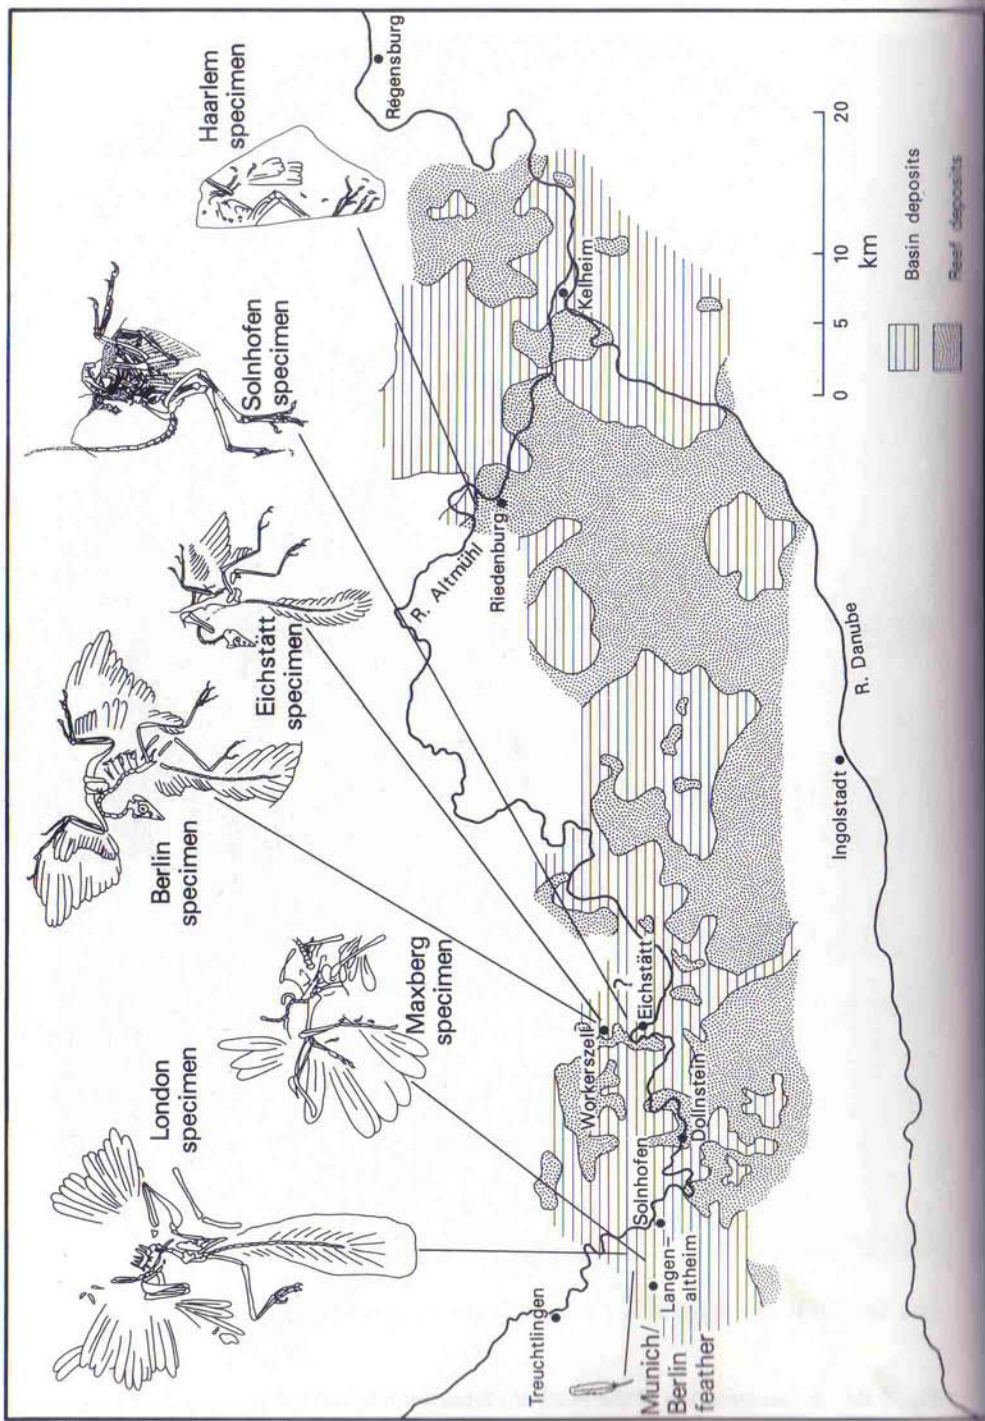 London
specimen
Maxberg
specimen
Berlin
specimen
Eichstätt
specimen
Solnhofen
specimen
Haarlem
specimen
Treuchtlingen
Munich/
Berlin
feather
Langen-
altheim
Solnhofen
Dollnstein
Workerszell
?
Eichstätt
Ingolstadt
R. Danube
R. Altmühl
Riedenburg
Kelheim
Regensburg
0
5
10
20
km
Basin deposits
Reef deposits